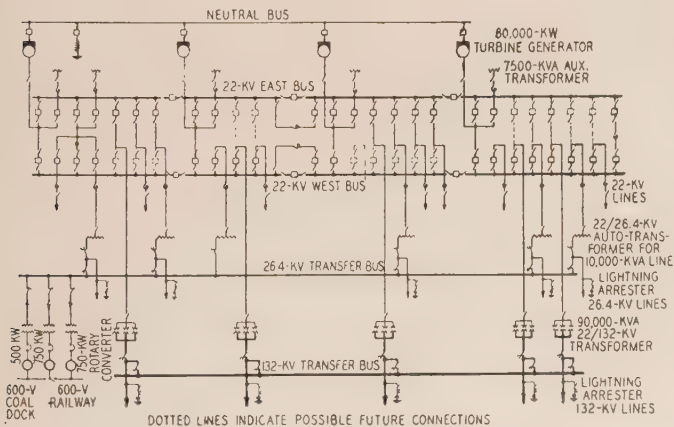 NEUTRAL BUS
80,000-KW
TURBINE GENERATOR
7500-KVA AUX.
TRANSFORMER
22-KV EAST BUS
22-KV WEST BUS
22-KV
LINES
22/26.4-KV
AUTO-TRANS-
FORMER FOR
10,000-KVA LINE
26.4-KV TRANSFER BUS
LIGHTNING
ARRESTER
26.4-KV LINES
500 KW
750 KW
750-KW
ROTARY
CONVERTER
90,000-KVA
22/132-KV
TRANSFORMER
132-KV TRANSFER BUS
600-V
COAL
DOCK
600-V
RAILWAY
LIGHTNING
ARRESTER
132-KV LINES
DOTTED LINES INDICATE POSSIBLE FUTURE CONNECTIONS